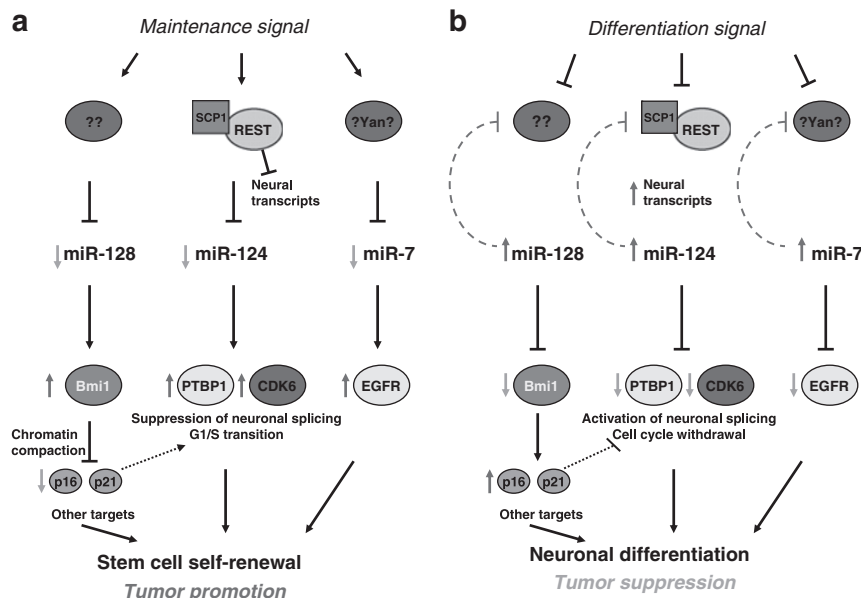 a
Maintenance signal
??
SCP1
REST
?Yan?
Neural
transcripts
miR-128
miR-124
miR-7
Bmi1
PTBP1
CDK6
EGFR
Suppression of neuronal splicing
G1/S transition
Chromatin
compaction
p16
p21
Other targets
Stem cell self-renewal
Tumor promotion
b
Differentiation signal
??
SCP1
REST
?Yan?
Neural
transcripts
miR-128
miR-124
miR-7
Bmi1
PTBP1
CDK6
EGFR
Activation of neuronal splicing
Cell cycle withdrawal
p16
p21
Other targets
Neuronal differentiation
Tumor suppression